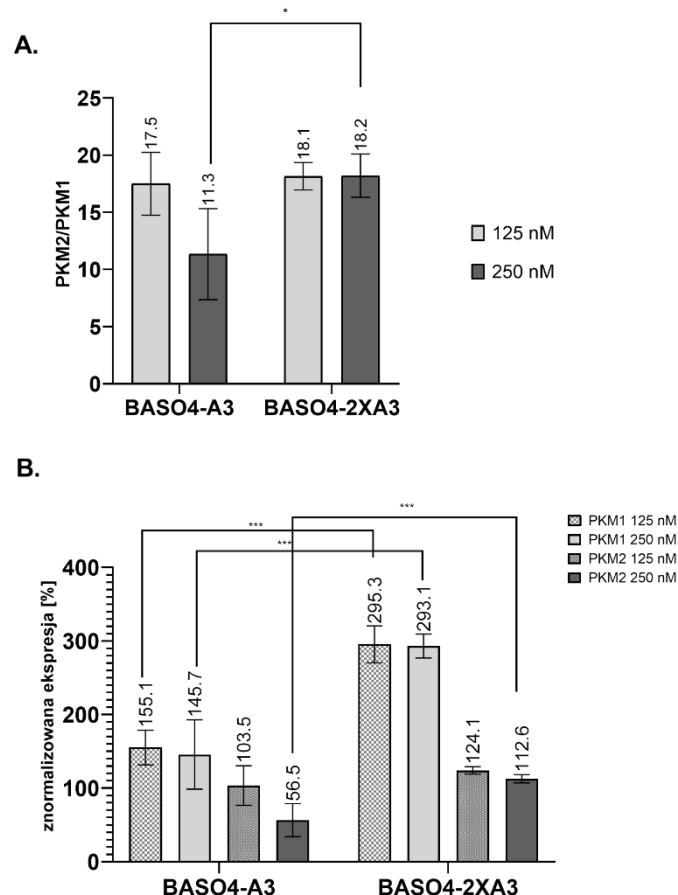 A.
*
PKM2/PKM1
25
20
15
10
5
0
17.5
11.3
18.1
18.2
BASO4-A3
BASO4-2XA3
125 nM
250 nM
B.
***
***
***
znormalizowana ekspresja [%]
400
300
200
100
0
155.1
145.7
103.5
56.5
295.3
293.1
124.1
112.6
BASO4-A3
BASO4-2XA3
PKM1 125 nM
PKM1 250 nM
PKM2 125 nM
PKM2 250 nM